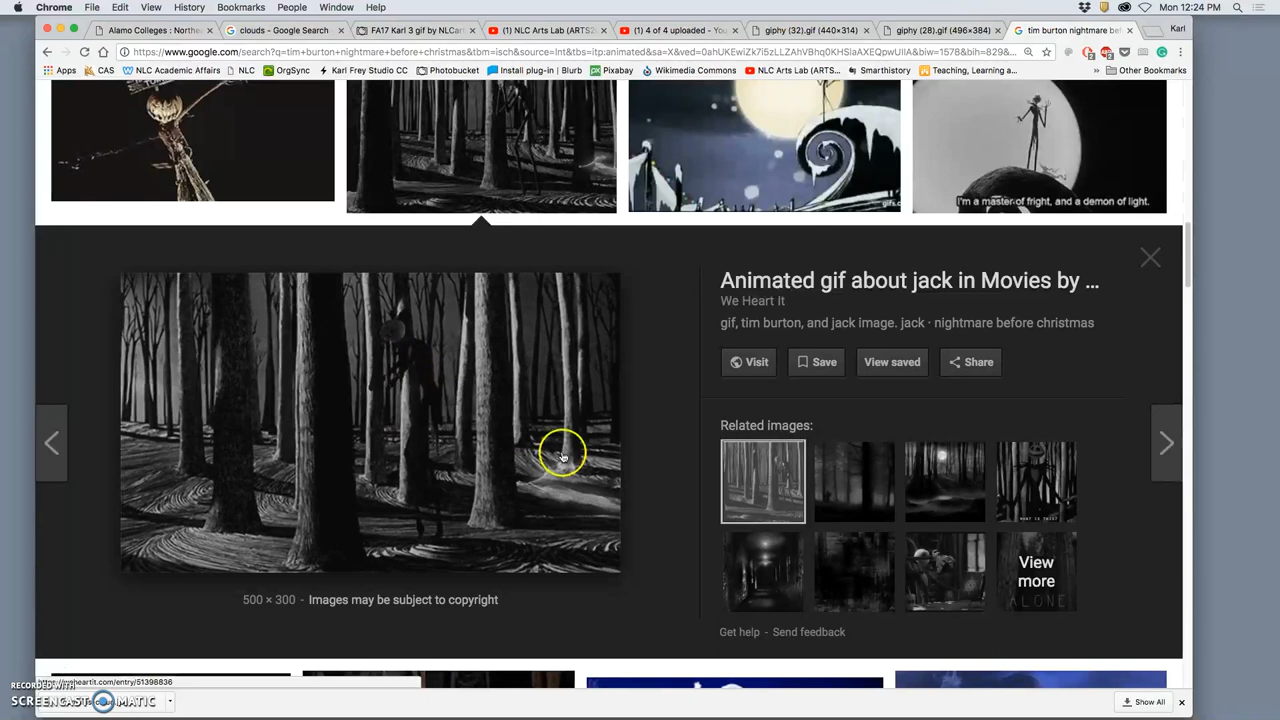 Chrome File Edit View History Bookmarks People Window Help Mon 12:24 PM
Alamo Colleges : Northe clouds - Google Search FA17 Karl 3 gif by NLCar (1) NLC Arts Lab (ARTS (1) 4 of 4 uploaded - You giphy (32).gif (440×314) giphy (28).gif (496×384) tim burton nightmare bef Karl
https://www.google.com/search?q=tim+burton+nightmare+before+christmas&tbm=isch&source=lnt&tbs=itp:animated&sa=X&ved=0ahUKEwiZk7i5zLLZAhVBhq0KHSlaAXEQpwUIIA&biw=1578&bih=829&
Apps CAS NLC Academic Affairs NLC OrgSync Karl Frey Studio CC Photobucket Install plug-in | Blurb Pixabay Wikimedia Commons NLC Arts Lab (ARTS... Smarthistory Teaching, Learning a... » Other Bookmarks
gifs.c
I'm a master of fright, and a demon of light.
Animated gif about jack in Movies by ...
We Heart It
gif, tim burton, and jack image. jack · nightmare before christmas
Visit Save View saved Share
Related images:
WHAT IS THIS?
View
more
ALONE
500 × 300 - Images may be subject to copyright
Get help - Send feedback
RECORDED WITH
SCREENCAST MATIC
Show All